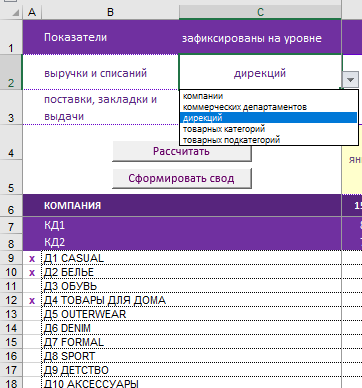 A B C
1 Показатели зафиксированы на уровне
2 выручки и списаний дирекций
компании
коммерческих департаментов
дирекций
товарных категорий
товарных подкатегорий
3 поставки, закладки и
выдачи
4 Рассчитать янв
5 Сформировать свод
6 КОМПАНИЯ 15
7 КД1
8 КД2
9 x Д1 CASUAL
10 x Д2 БЕЛЬЕ
11 Д3 ОБУВЬ
12 x Д4 ТОВАРЫ ДЛЯ ДОМА
13 Д5 OUTERWEAR
14 Д6 DENIM
15 Д7 FORMAL
16 Д8 SPORT
17 Д9 ДЕТСТВО
18 Д10 АКСЕССУАРЫ